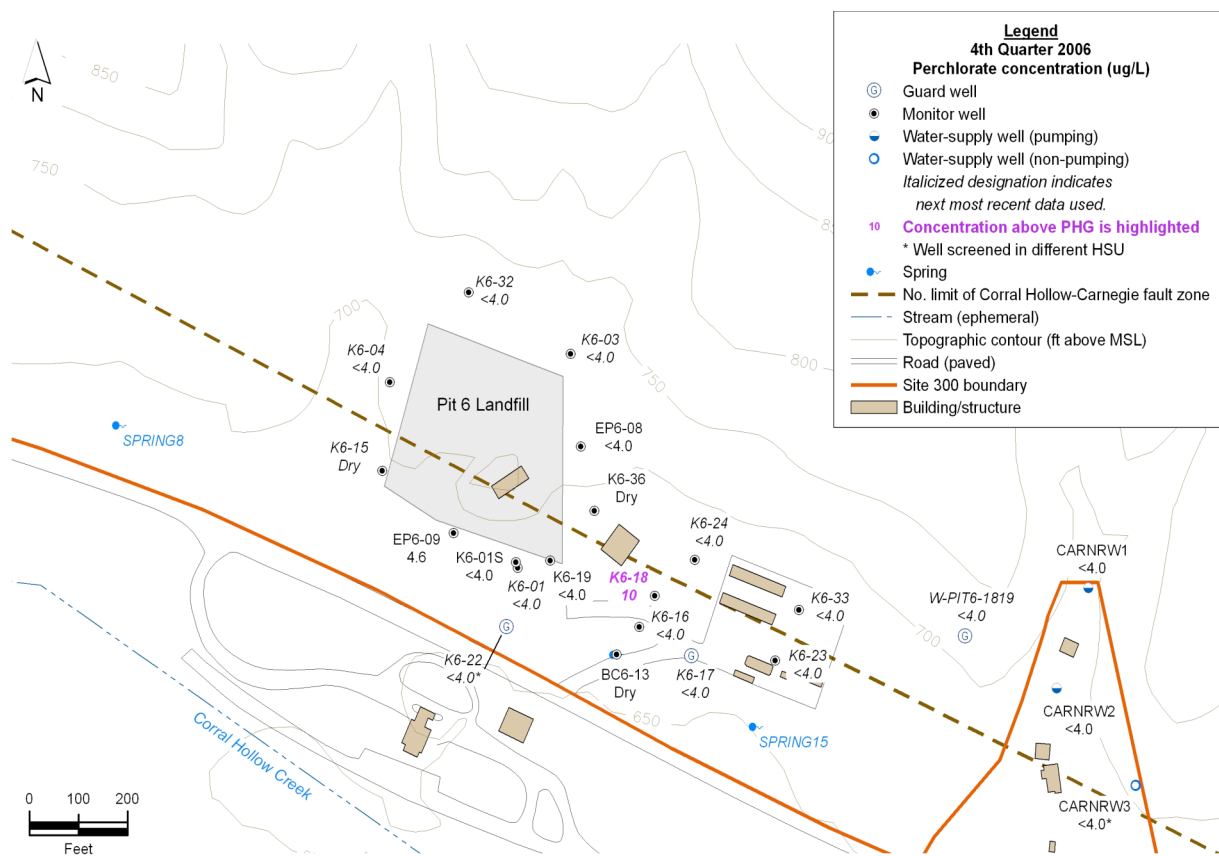 Legend
4th Quarter 2006
Perchlorate concentration (ug/L)
G Guard well
Monitor well
Water-supply well (pumping)
Water-supply well (non-pumping)
Italicized designation indicates
next most recent data used.
10 Concentration above PHG is highlighted
* Well screened in different HSU
Spring
No. limit of Corral Hollow-Carnegie fault zone
Stream (ephemeral)
Topographic contour (ft above MSL)
Road (paved)
Site 300 boundary
Building/structure
N
850
750
900
800
700
750
K6-32
<4.0
K6-03
<4.0
K6-04
<4.0
Pit 6 Landfill
SPRING8
K6-15
Dry
EP6-08
<4.0
K6-36
Dry
EP6-09
4.6
K6-01S
<4.0
K6-01
<4.0
K6-19
<4.0
K6-18
10
K6-24
<4.0
K6-16
<4.0
K6-33
<4.0
CARNRW1
<4.0
W-PIT6-1819
<4.0
G
700
G
K6-22
<4.0*
BC6-13
Dry
G
K6-17
<4.0
K6-23
<4.0
650
SPRING15
CARNRW2
<4.0
CARNRW3
<4.0*
Corral Hollow Creek
0 100 200
Feet